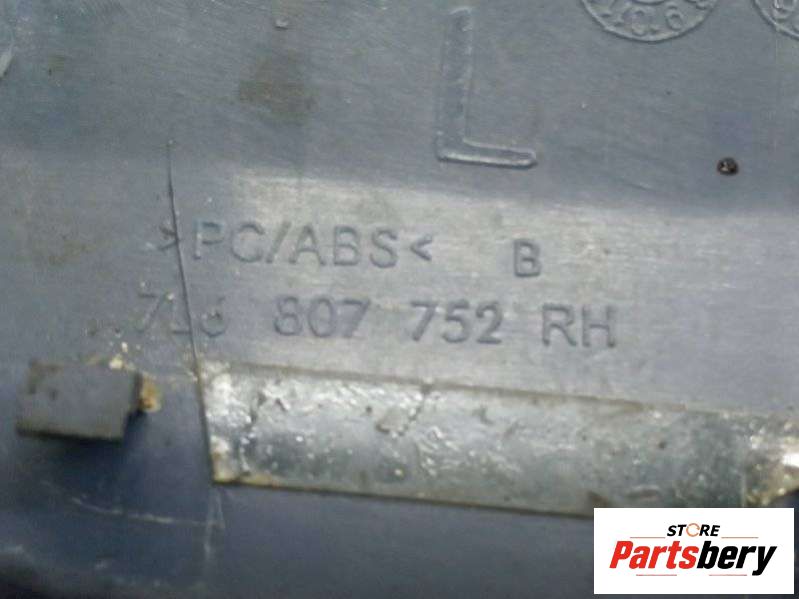 L
>PC/ABS< B
807 752 RH
STORE
Partsbery